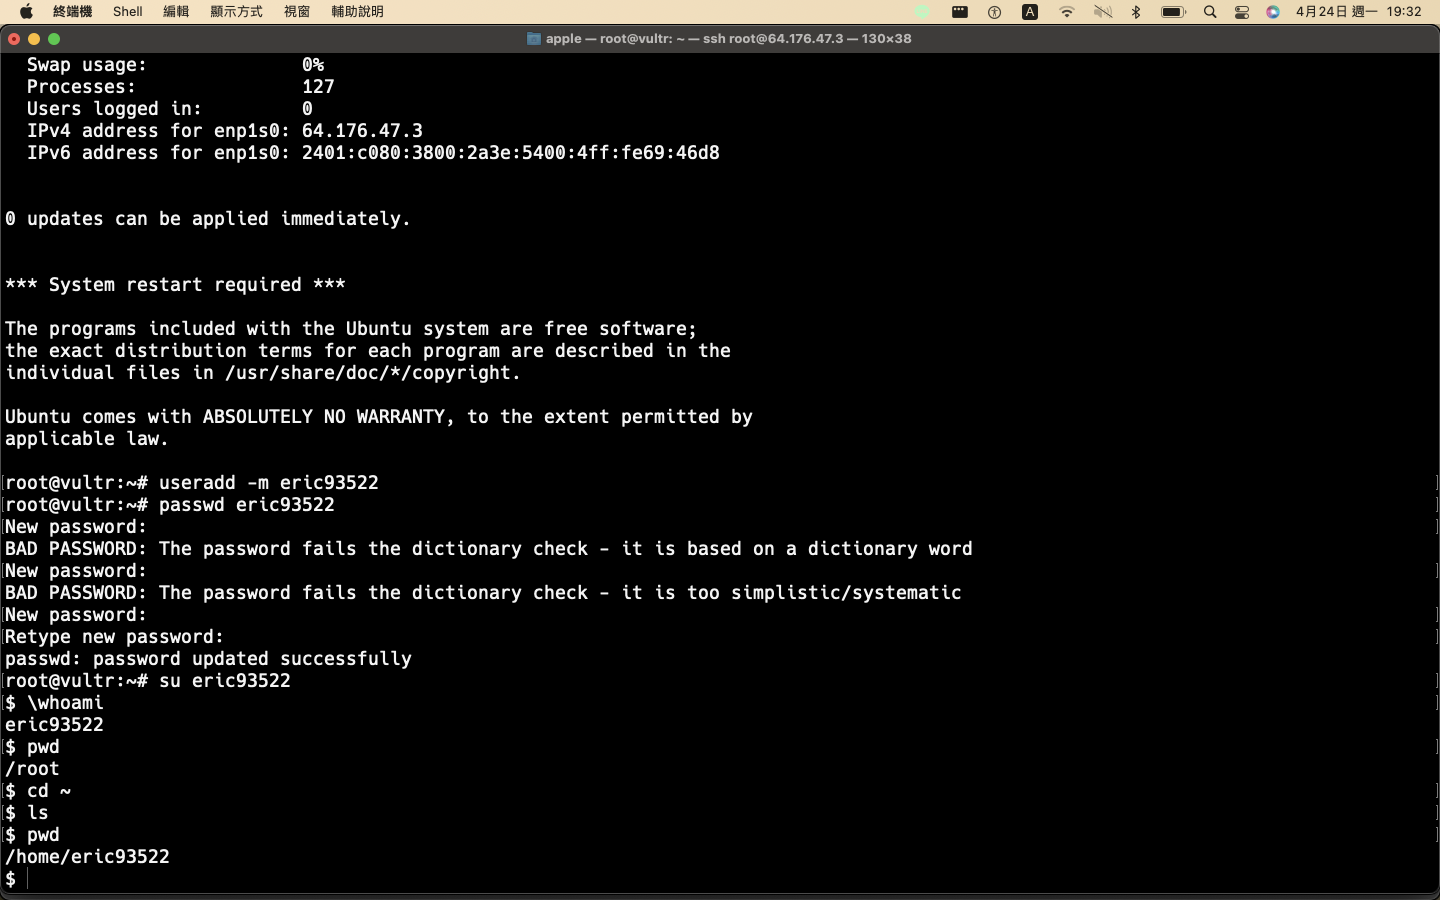 終端機 Shell 編輯 顯示方式 視窗 輔助說明 A 4月24日 週一 19:32
apple — root@vultr: ~ — ssh root@64.176.47.3 — 130×38
Swap usage: 0%
Processes: 127
Users logged in: 0
IPv4 address for enp1s0: 64.176.47.3
IPv6 address for enp1s0: 2401:c080:3800:2a3e:5400:4ff:fe69:46d8
0 updates can be applied immediately.
*** System restart required ***
The programs included with the Ubuntu system are free software;
the exact distribution terms for each program are described in the
individual files in /usr/share/doc/*/copyright.
Ubuntu comes with ABSOLUTELY NO WARRANTY, to the extent permitted by
applicable law.
root@vultr:~# useradd -m eric93522
root@vultr:~# passwd eric93522
New password:
BAD PASSWORD: The password fails the dictionary check - it is based on a dictionary word
New password:
BAD PASSWORD: The password fails the dictionary check - it is too simplistic/systematic
New password:
Retype new password:
passwd: password updated successfully
root@vultr:~# su eric93522
$ \whoami
eric93522
$ pwd
/root
$ cd ~
$ ls
$ pwd
/home/eric93522
$